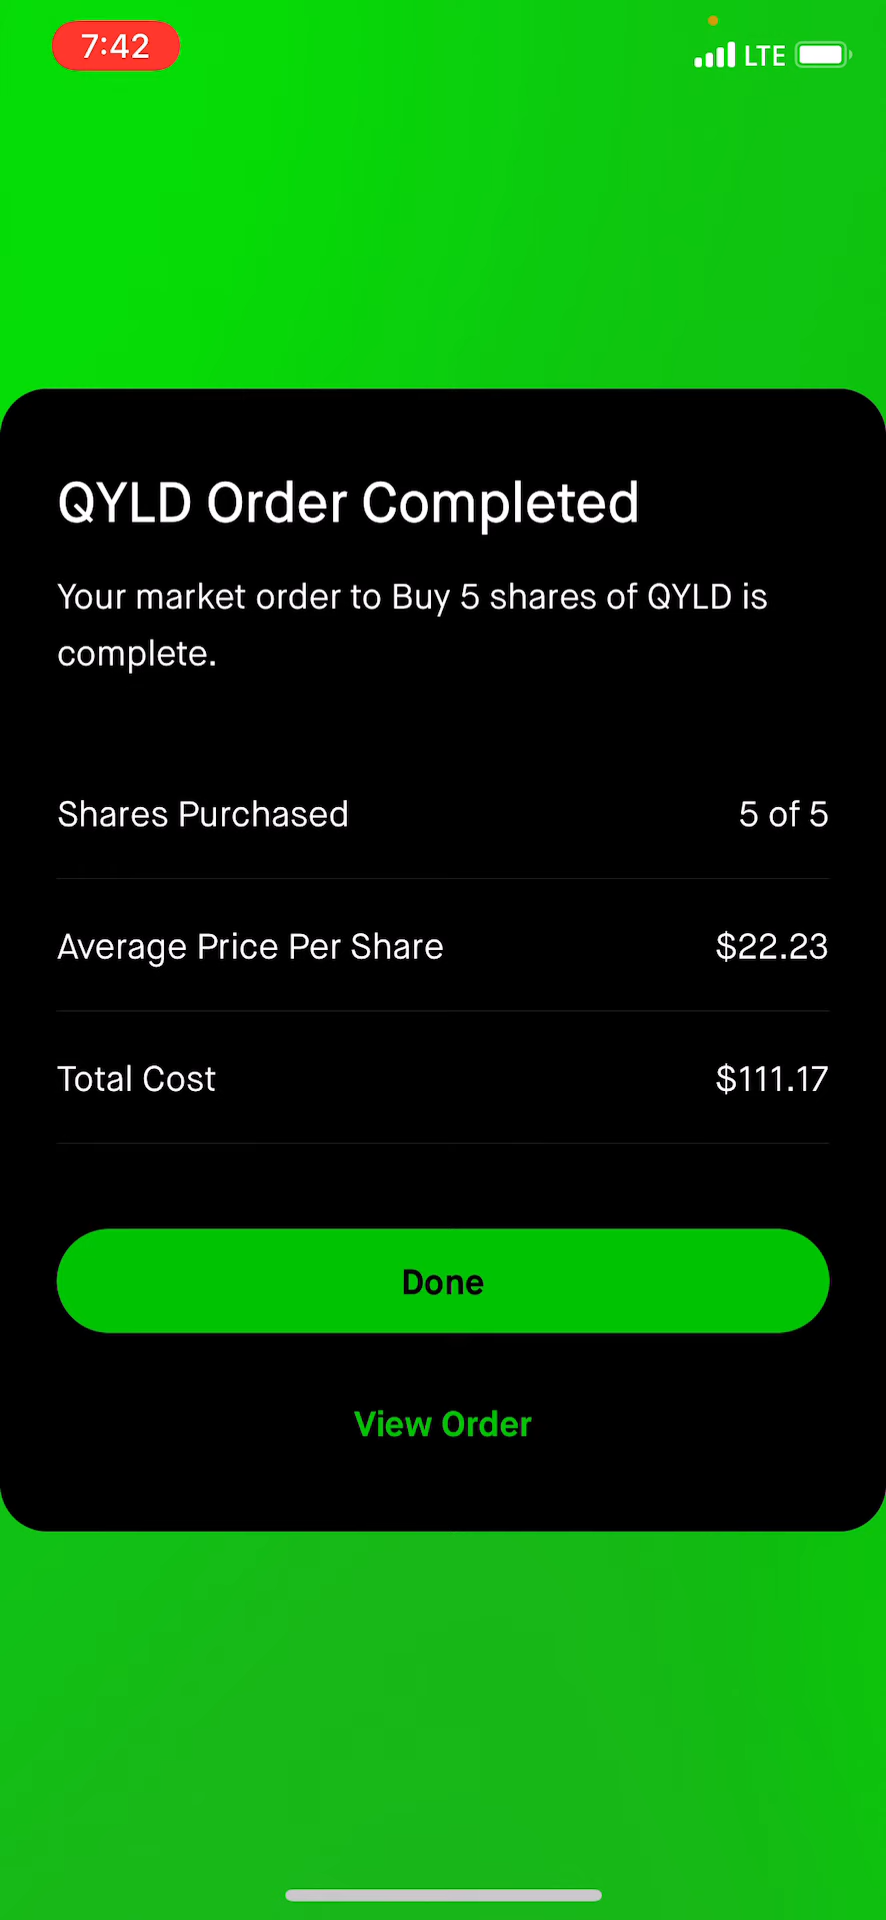 7:42
LTE
QYLD Order Completed
Your market order to Buy 5 shares of QYLD is
complete.
Shares Purchased 5 of 5
Average Price Per Share $22.23
Total Cost $111.17
Done
View Order